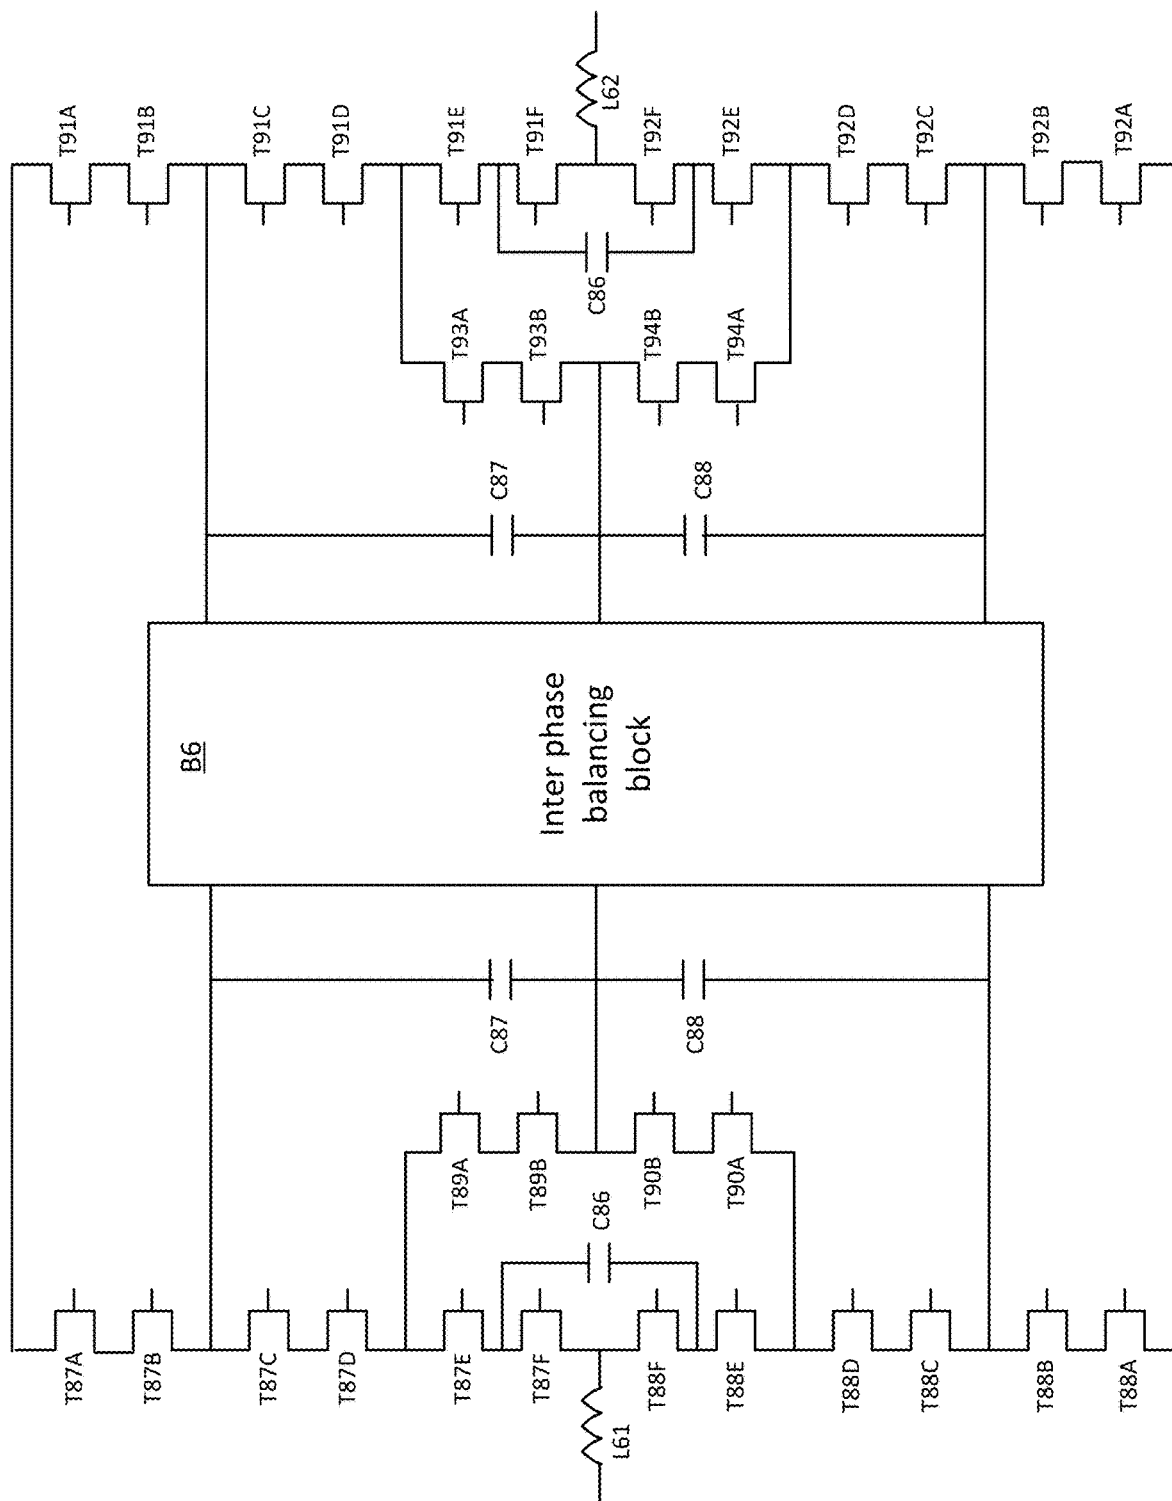 T87A
T87B
T87C
T87D
T87E
T87F
T88F
T88E
T88D
T88C
T88B
T88A
L61
C86
T89A
T89B
T90B
T90A
C87
C88
B6
Inter phase
balancing
block
C87
C88
T93A
T93B
T94B
T94A
C86
T91A
T91B
T91C
T91D
T91E
T91F
T92F
T92E
T92D
T92C
T92B
T92A
L62